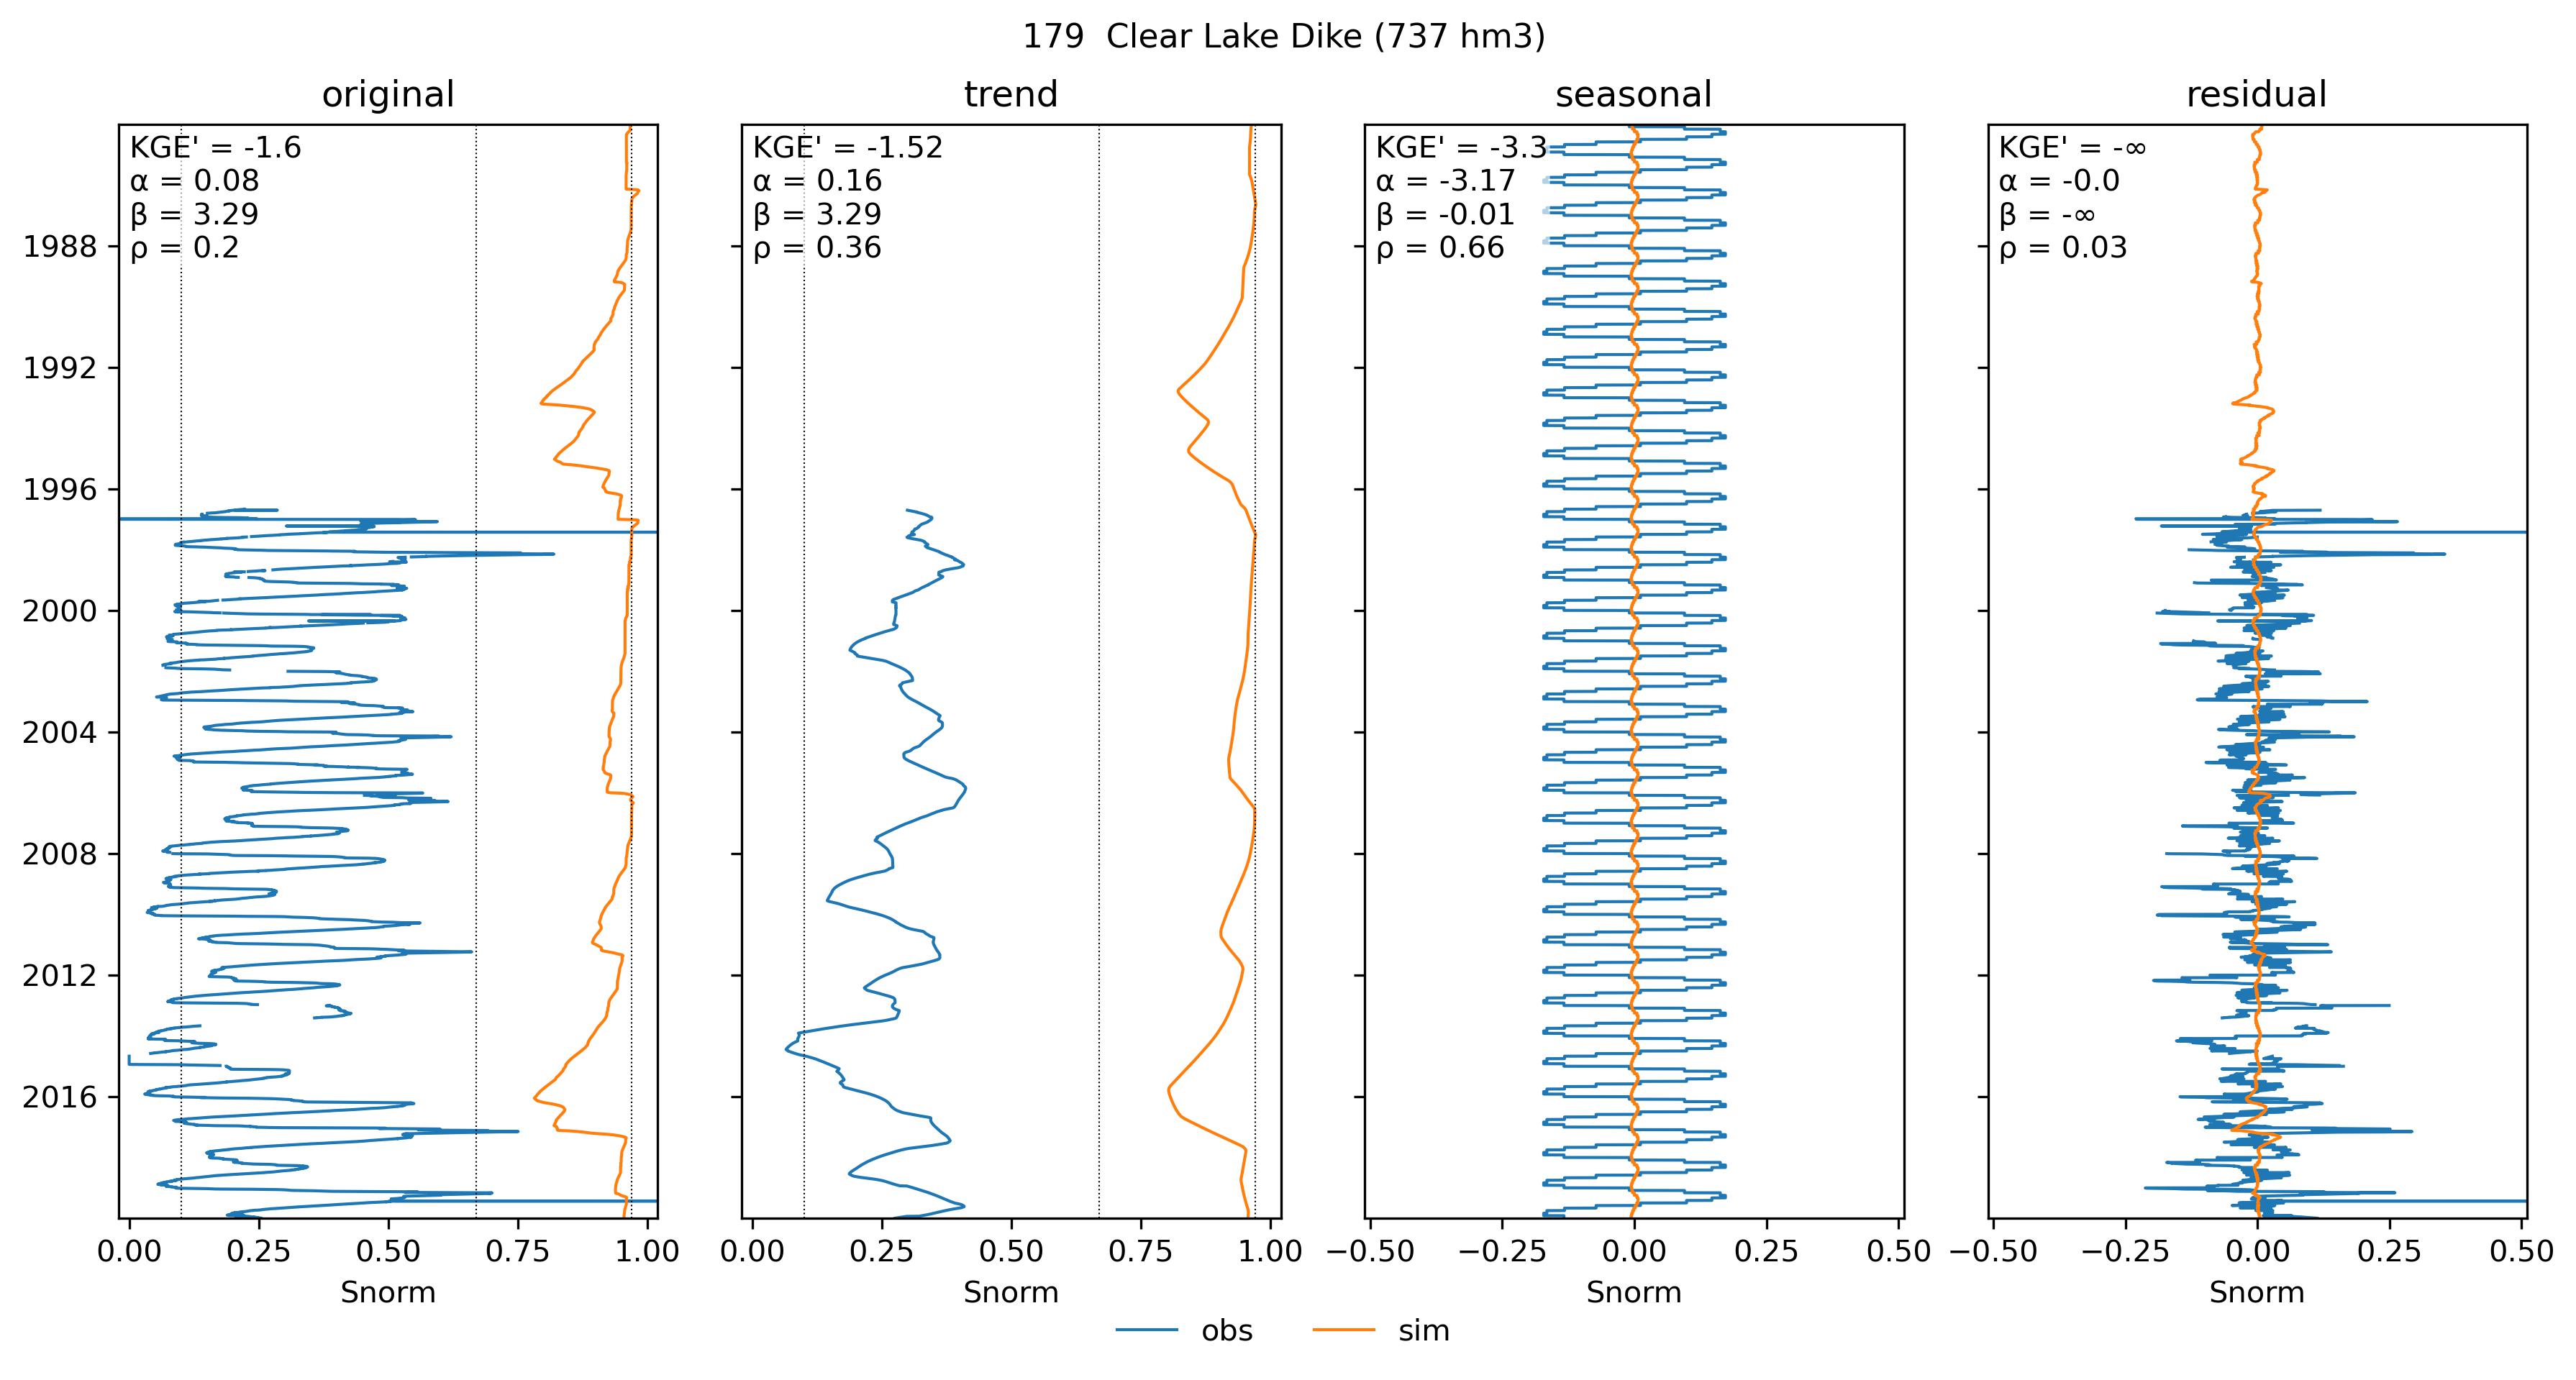 179  Clear Lake Dike (737 hm3)
original
trend
seasonal
residual
KGE' = -1.6
α = 0.08
β = 3.29
ρ = 0.2
KGE' = -1.52
α = 0.16
β = 3.29
ρ = 0.36
KGE' = -3.3
α = -3.17
β = -0.01
ρ = 0.66
KGE' = -∞
α = -0.0
β = -∞
ρ = 0.03
1988
1992
1996
2000
2004
2008
2012
2016
0.00 0.25 0.50 0.75 1.00
0.00 0.25 0.50 0.75 1.00
−0.50 −0.25 0.00 0.25 0.50
−0.50 −0.25 0.00 0.25 0.50
Snorm
Snorm
Snorm
Snorm
obs
sim